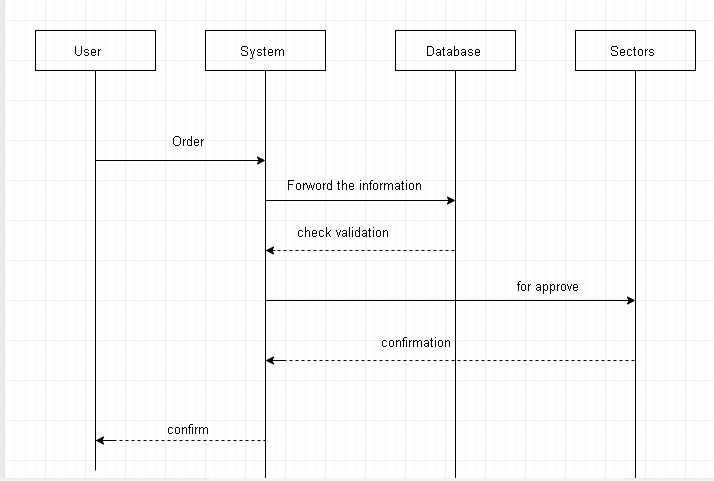 User
System
Database
Sectors
Order
Forword the information
check validation
for approve
confirmation
confirm